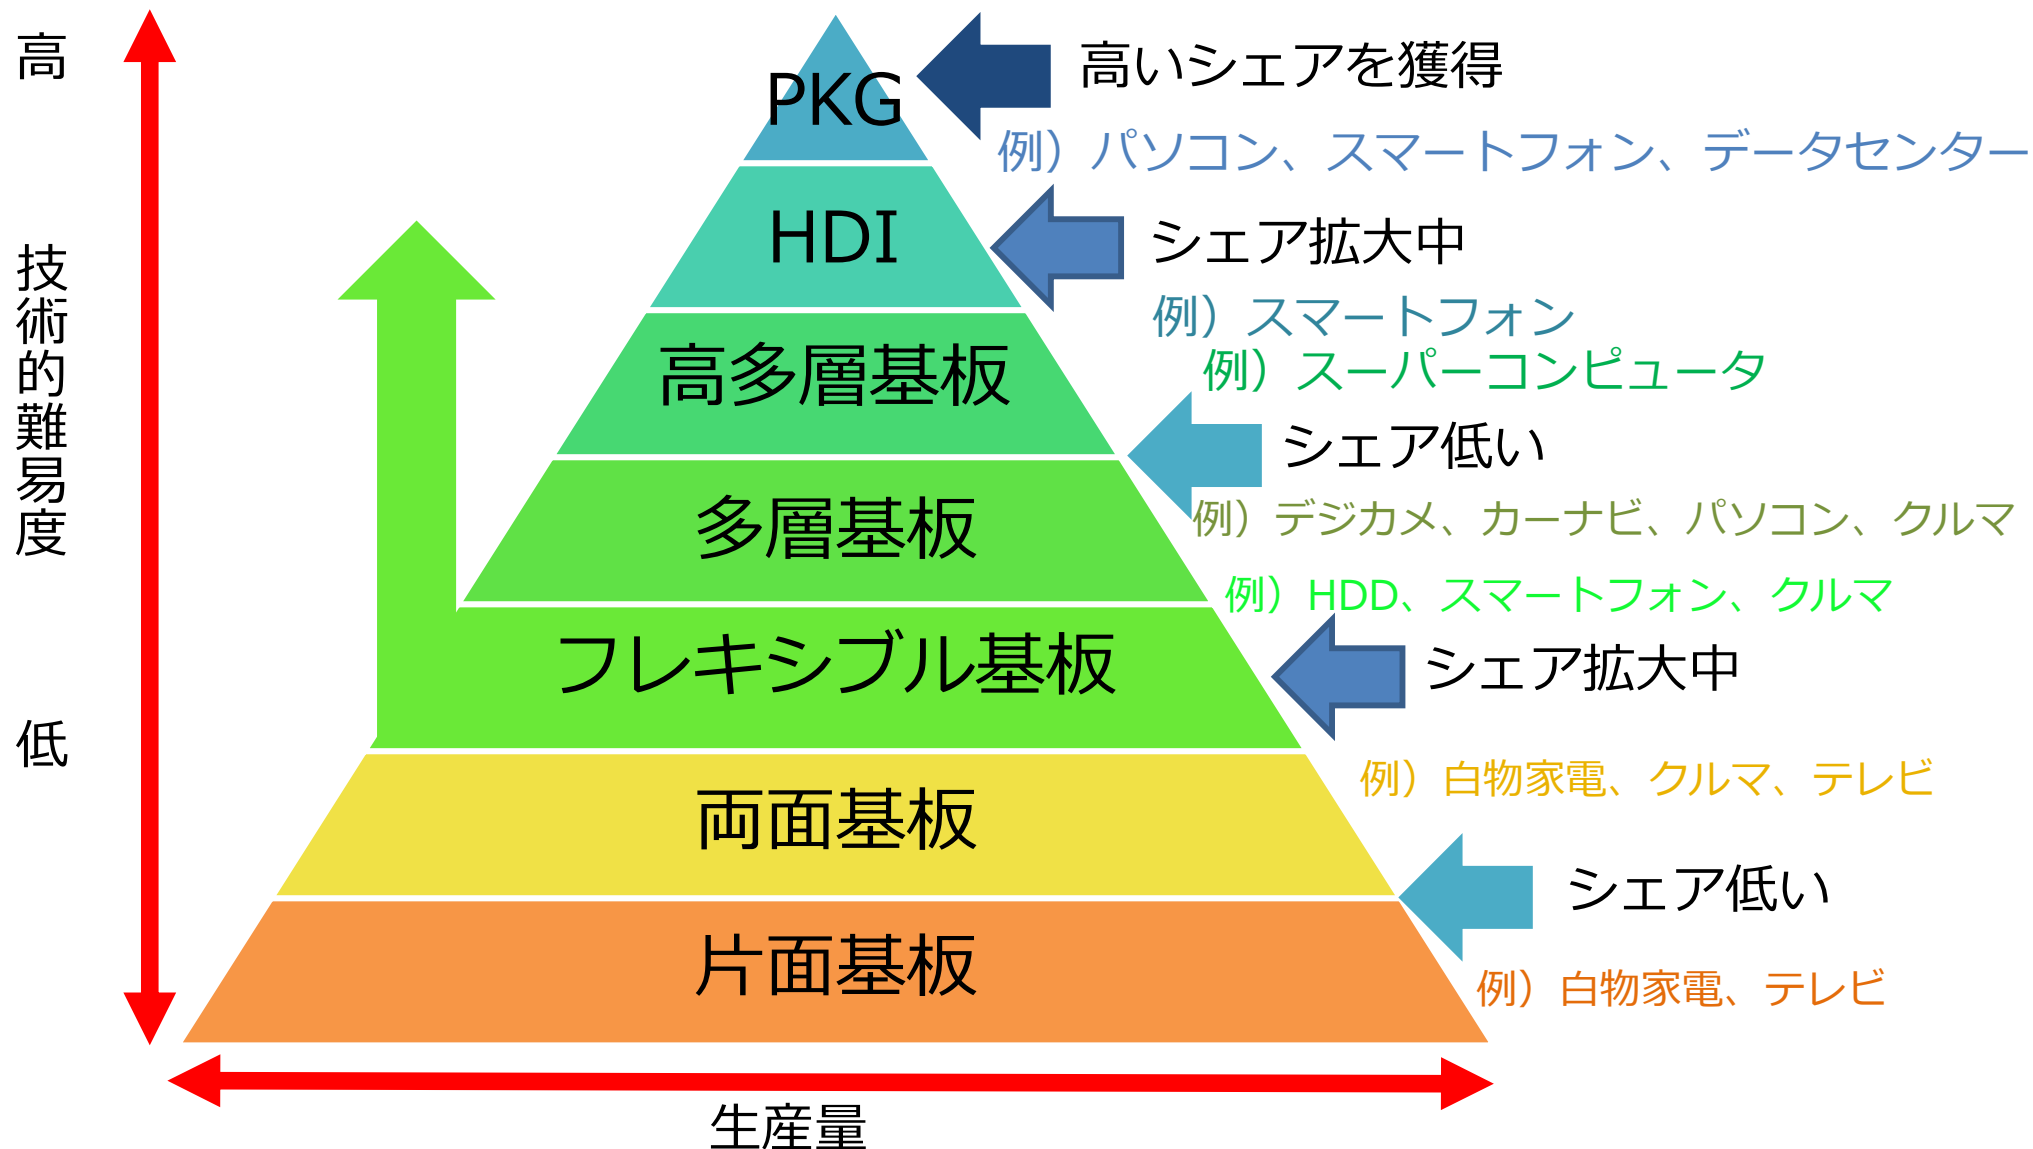 高
技術的難易度
低
PKG
高いシェアを獲得
例）パソコン、スマートフォン、データセンター
HDI
シェア拡大中
例）スマートフォン
例）スーパーコンピュータ
高多層基板
シェア低い
例）デジカメ、カーナビ、パソコン、クルマ
多層基板
例）HDD、スマートフォン、クルマ
フレキシブル基板
シェア拡大中
例）白物家電、クルマ、テレビ
両面基板
シェア低い
片面基板
例）白物家電、テレビ
生産量